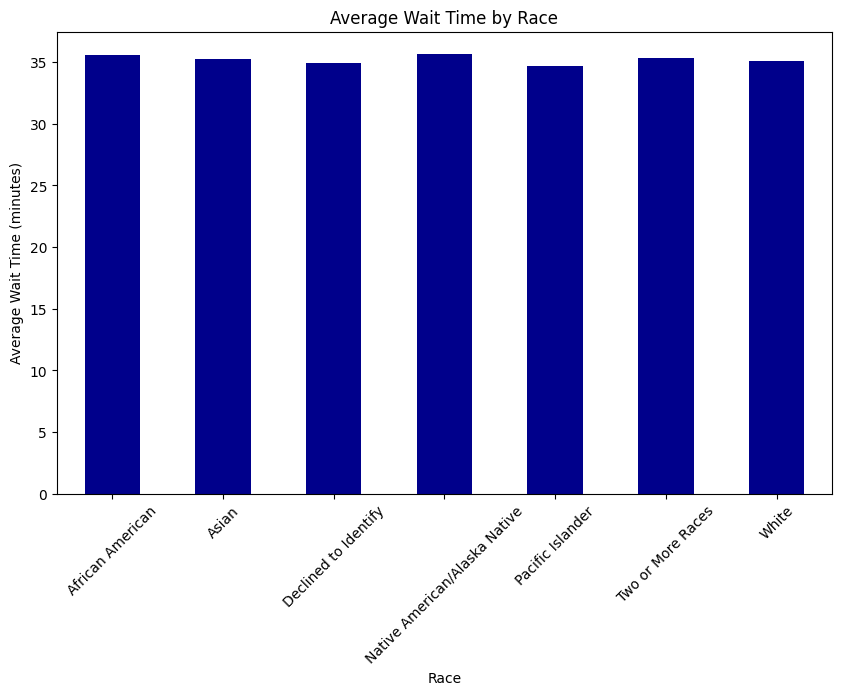 Average Wait Time by Race
Average Wait Time (minutes)
35
30
25
20
15
10
5
0
African American
Asian
Declined to Identify
Native American/Alaska Native
Pacific Islander
Two or More Races
White
Race